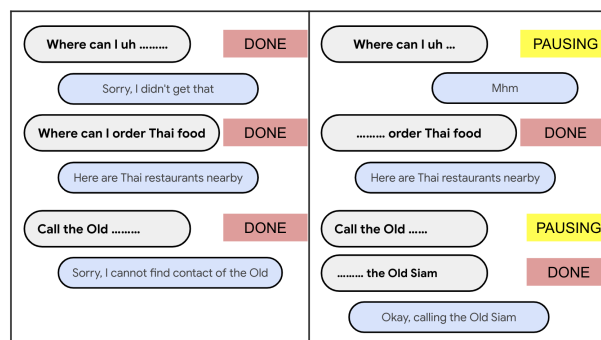 Where can I uh ......... DONE
Sorry, I didn't get that
Where can I order Thai food DONE
Here are Thai restaurants nearby
Call the Old ......... DONE
Sorry, I cannot find contact of the Old
Where can I uh ... PAUSING
Mhm
......... order Thai food DONE
Here are Thai restaurants nearby
Call the Old ...... PAUSING
......... the Old Siam DONE
Okay, calling the Old Siam